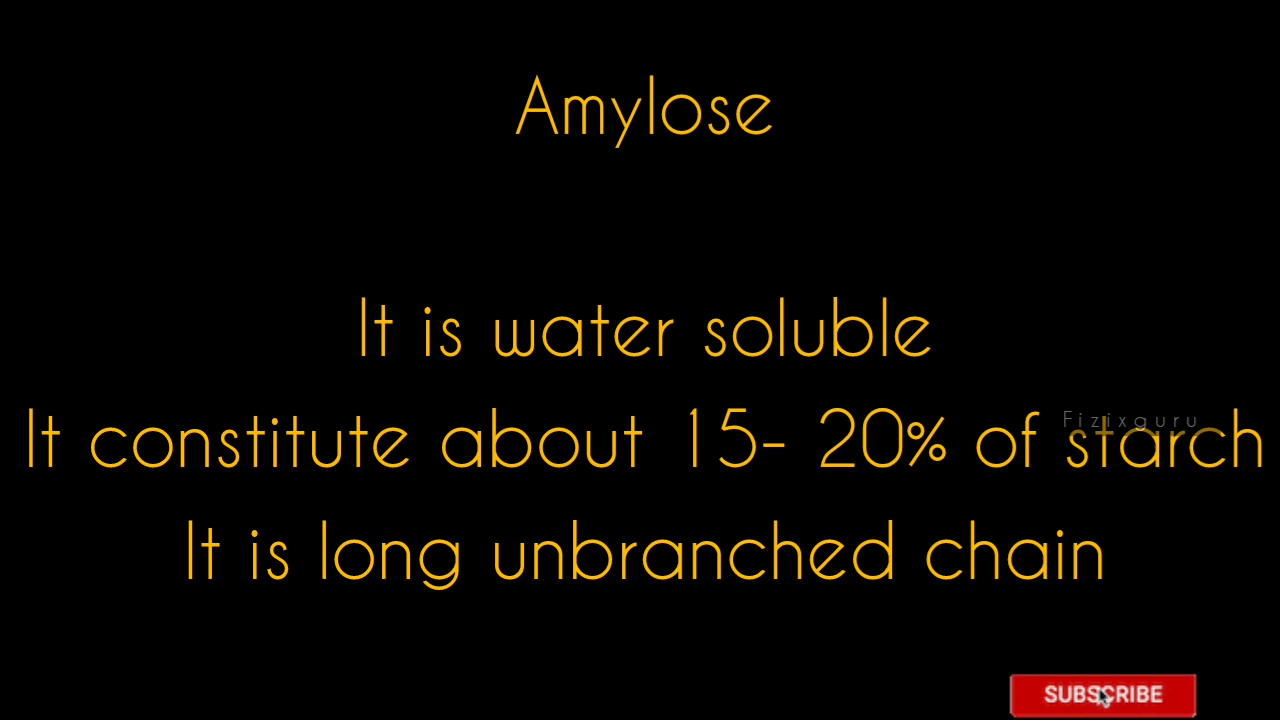 Amylose
It is water soluble
It constitute about 15- 20% of starch
Fizixguru
It is long unbranched chain
SUBSCRIBE